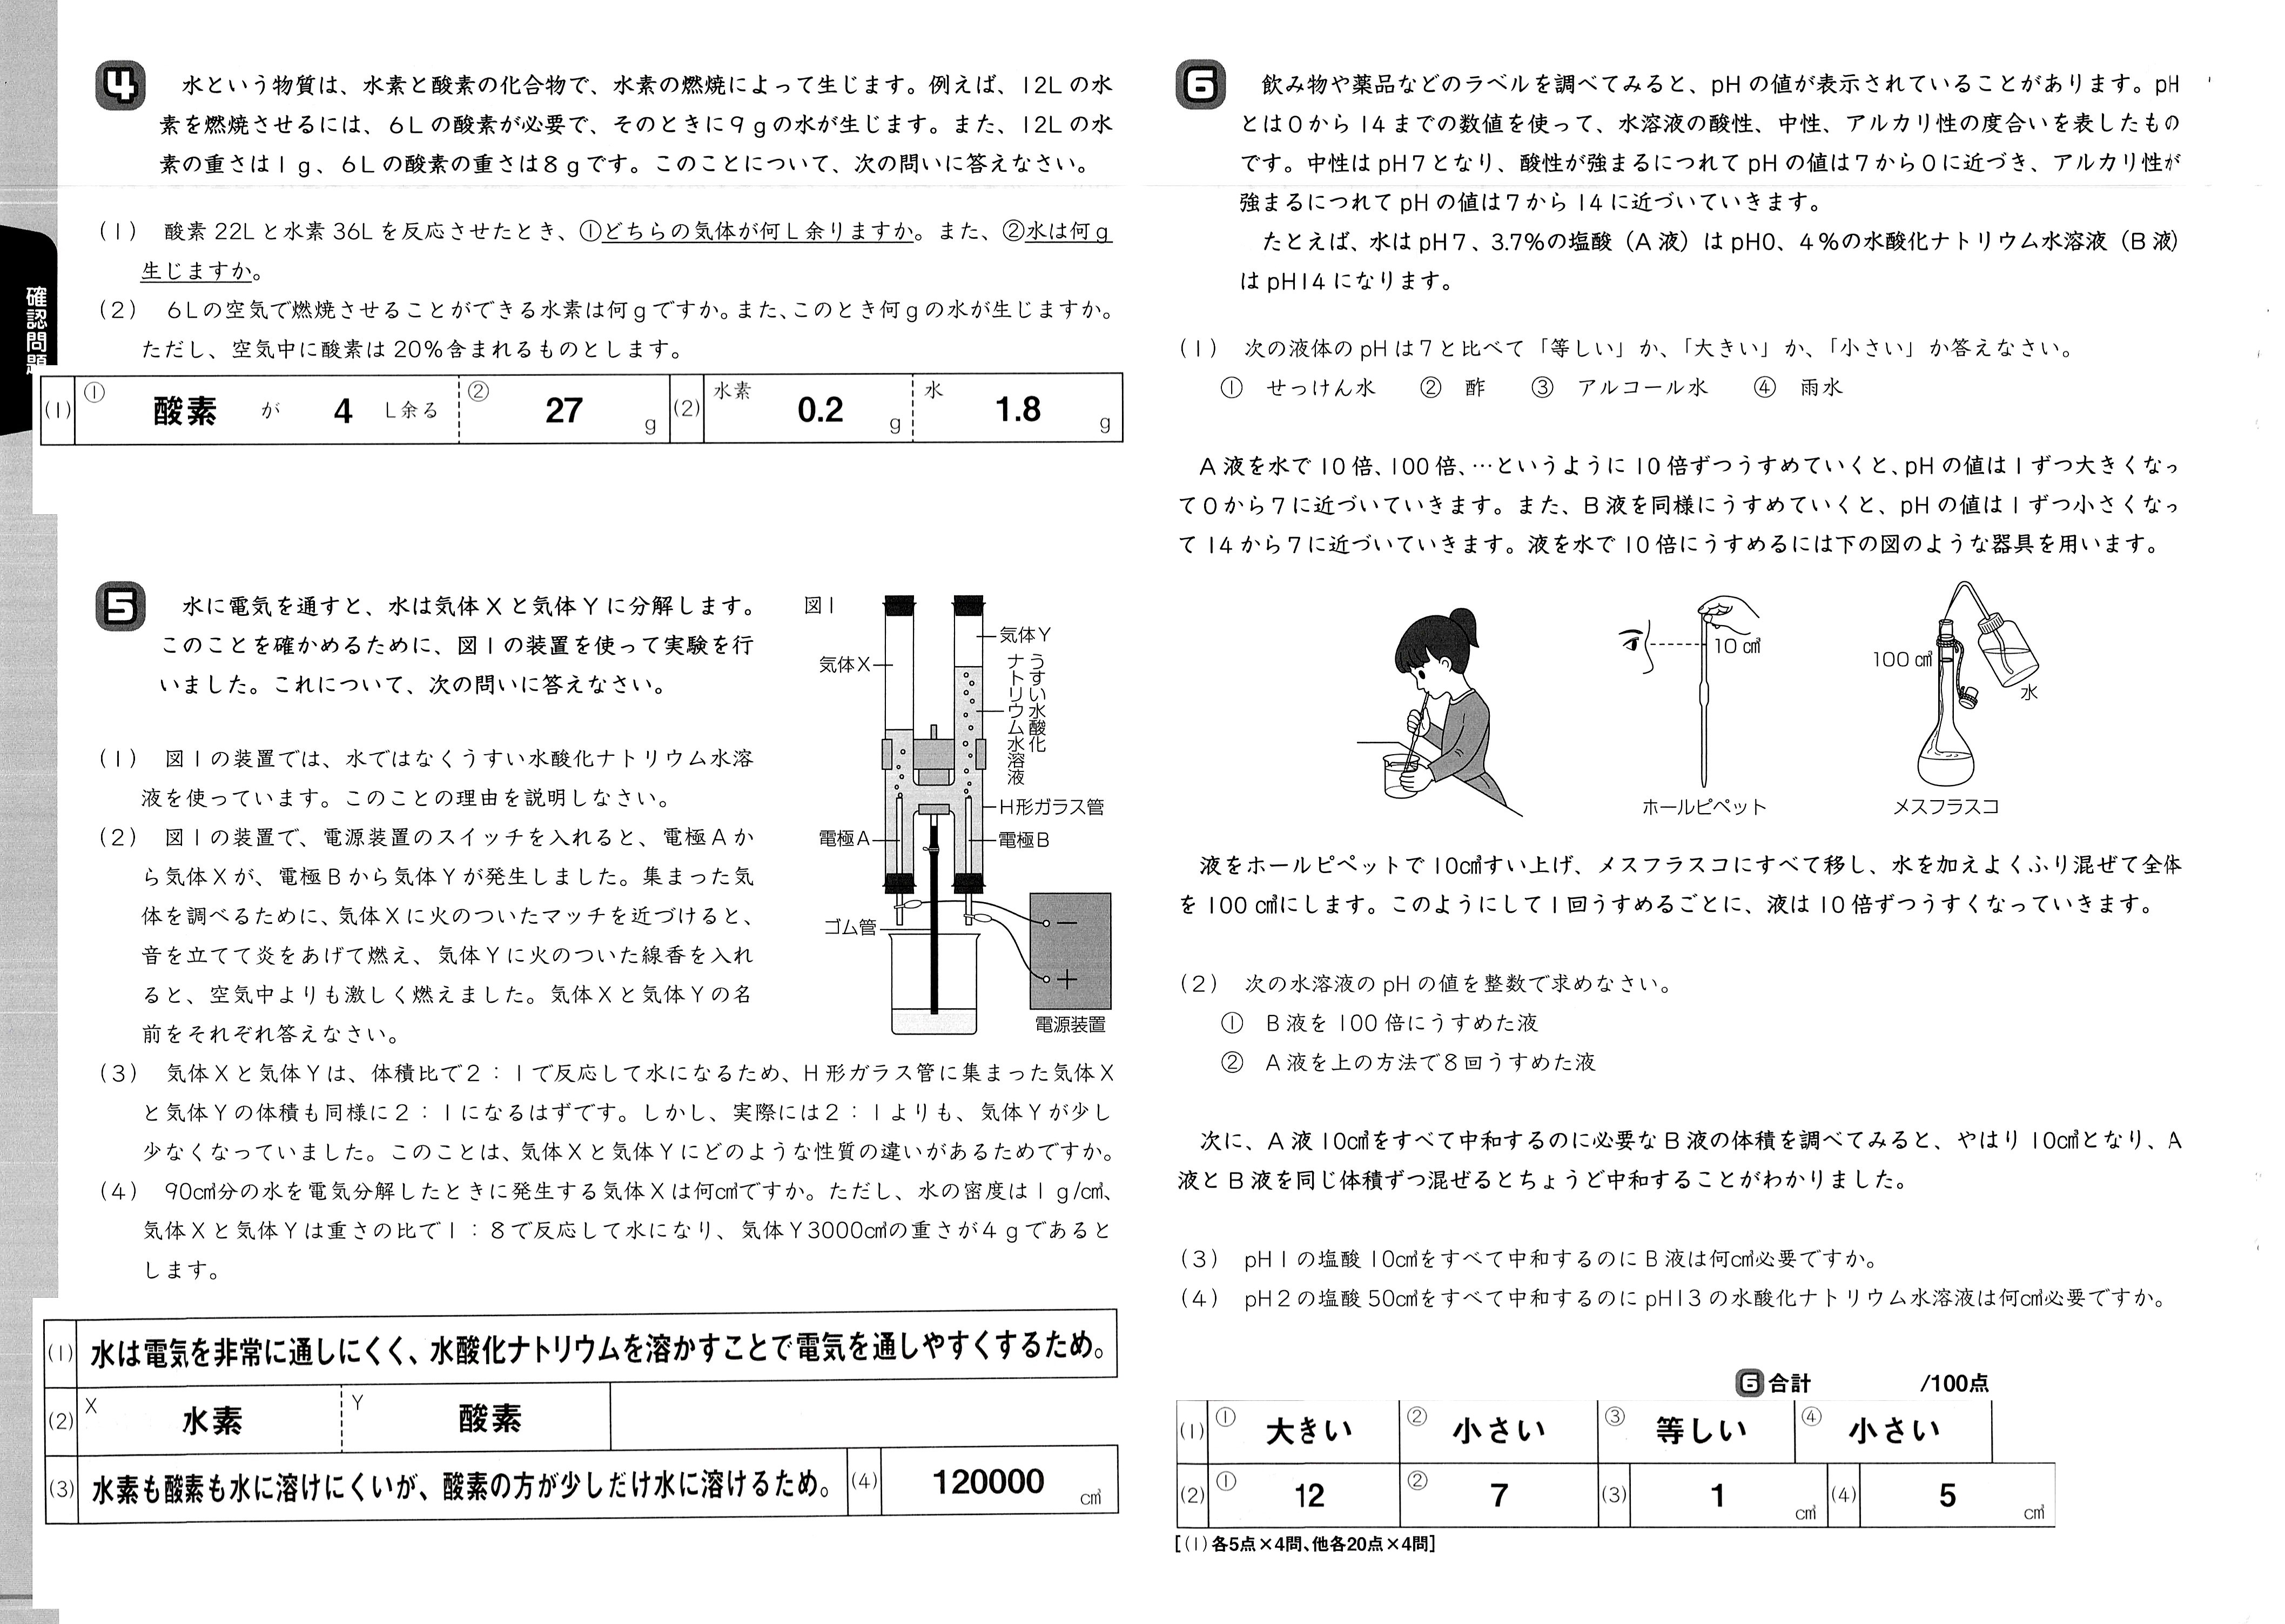 確認問題
4 水という物質は、水素と酸素の化合物で、水素の燃焼によって生じます。例えば、12Lの水
素を燃焼させるには、6Lの酸素が必要で、そのときに9gの水が生じます。また、12Lの水
素の重さは1g、6Lの酸素の重さは8gです。このことについて、次の問いに答えなさい。
(1) 酸素22Lと水素36Lを反応させたとき、①どちらの気体が何L余りますか。また、②水は何g
生じますか。
(2) 6Lの空気で燃焼させることができる水素は何gですか。また、このとき何gの水が生じますか。
ただし、空気中に酸素は20%含まれるものとします。
(1) ① 酸素 が 4 L余る ② 27 g (2) 水素 0.2 g 水 1.8 g
5 水に電気を通すと、水は気体Xと気体Yに分解します。
このことを確かめるために、図1の装置を使って実験を行
いました。これについて、次の問いに答えなさい。
(1) 図1の装置では、水ではなくうすい水酸化ナトリウム水溶
液を使っています。このことの理由を説明しなさい。
(2) 図1の装置で、電源装置のスイッチを入れると、電極Aか
ら気体Xが、電極Bから気体Yが発生しました。集まった気
体を調べるために、気体Xに火のついたマッチを近づけると、
音を立てて炎をあげて燃え、気体Yに火のついた線香を入れ
ると、空気中よりも激しく燃えました。気体Xと気体Yの名
前をそれぞれ答えなさい。
図1
気体Y
気体X
うすい水酸化
ナトリウム水溶液
H形ガラス管
電極A
電極B
ゴム管
−
+
電源装置
(3) 気体Xと気体Yは、体積比で2:1で反応して水になるため、H形ガラス管に集まった気体X
と気体Yの体積も同様に2:1になるはずです。しかし、実際には2:1よりも、気体Yが少し
少なくなっていました。このことは、気体Xと気体Yにどのような性質の違いがあるためですか。
(4) 90㎤分の水を電気分解したときに発生する気体Xは何㎤ですか。ただし、水の密度は1g/㎤、
気体Xと気体Yは重さの比で1:8で反応して水になり、気体Y3000㎤の重さが4gであると
します。
(1) 水は電気を非常に通しにくく、水酸化ナトリウムを溶かすことで電気を通しやすくするため。
(2) X 水素 Y 酸素
(3) 水素も酸素も水に溶けにくいが、酸素の方が少しだけ水に溶けるため。 (4) 120000 ㎤
6 飲み物や薬品などのラベルを調べてみると、pHの値が表示されていることがあります。pH
とは0から14までの数値を使って、水溶液の酸性、中性、アルカリ性の度合いを表したもの
です。中性はpH7となり、酸性が強まるにつれてpHの値は7から0に近づき、アルカリ性が
強まるにつれてpHの値は7から14に近づいていきます。
たとえば、水はpH7、3.7%の塩酸(A液)はpH0、4%の水酸化ナトリウム水溶液(B液)
はpH14になります。
(1) 次の液体のpHは7と比べて「等しい」か、「大きい」か、「小さい」か答えなさい。
① せっけん水 ② 酢 ③ アルコール水 ④ 雨水
A液を水で10倍、100倍、…というように10倍ずつうすめていくと、pHの値は1ずつ大きくなっ
て0から7に近づいていきます。また、B液を同様にうすめていくと、pHの値は1ずつ小さくなっ
て14から7に近づいていきます。液を水で10倍にうすめるには下の図のような器具を用います。
10㎤
100㎤
水
ホールピペット
メスフラスコ
液をホールピペットで10㎤すい上げ、メスフラスコにすべて移し、水を加えよくふり混ぜて全体
を100㎤にします。このようにして1回うすめるごとに、液は10倍ずつうすくなっていきます。
(2) 次の水溶液のpHの値を整数で求めなさい。
① B液を100倍にうすめた液
② A液を上の方法で8回うすめた液
次に、A液10㎤をすべて中和するのに必要なB液の体積を調べてみると、やはり10㎤となり、A
液とB液を同じ体積ずつ混ぜるとちょうど中和することがわかりました。
(3) pH1の塩酸10㎤をすべて中和するのにB液は何㎤必要ですか。
(4) pH2の塩酸50㎤をすべて中和するのにpH13の水酸化ナトリウム水溶液は何㎤必要ですか。
6 合計 /100点
(1) ① 大きい ② 小さい ③ 等しい ④ 小さい
(2) ① 12 ② 7 (3) 1 ㎤ (4) 5 ㎤
[(1)各5点×4問、他各20点×4問]